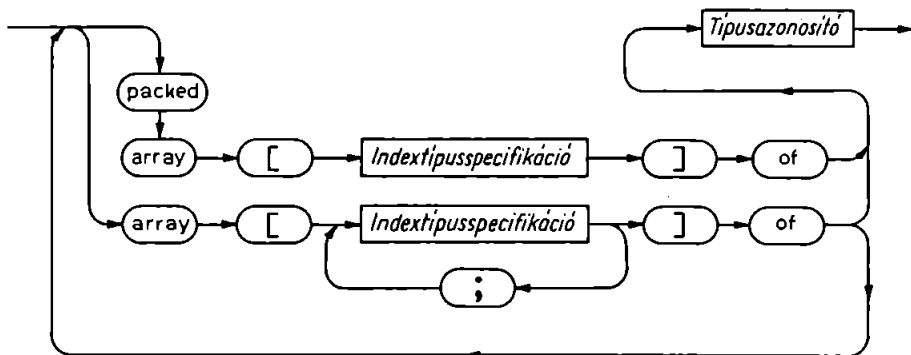 Típusazonosító
packed
array [ Indextípusspecifikáció ] of
array [ Indextípusspecifikáció ] of
;